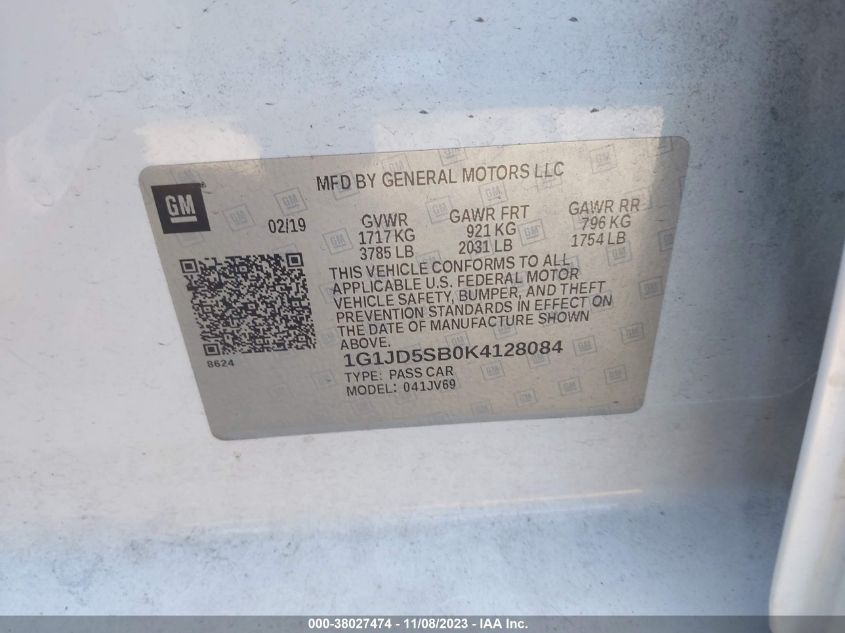 GM
MFD BY GENERAL MOTORS LLC
02/19
GVWR
1717 KG
3785 LB
GAWR FRT
921 KG
2031 LB
GAWR RR
796 KG
1754 LB
THIS VEHICLE CONFORMS TO ALL
APPLICABLE U.S. FEDERAL MOTOR
VEHICLE SAFETY, BUMPER, AND THEFT
PREVENTION STANDARDS IN EFFECT ON
THE DATE OF MANUFACTURE SHOWN
ABOVE.
8624
1G1JD5SB0K4128084
TYPE: PASS CAR
MODEL: 041JV69
000-38027474 - 11/08/2023 - IAA Inc.